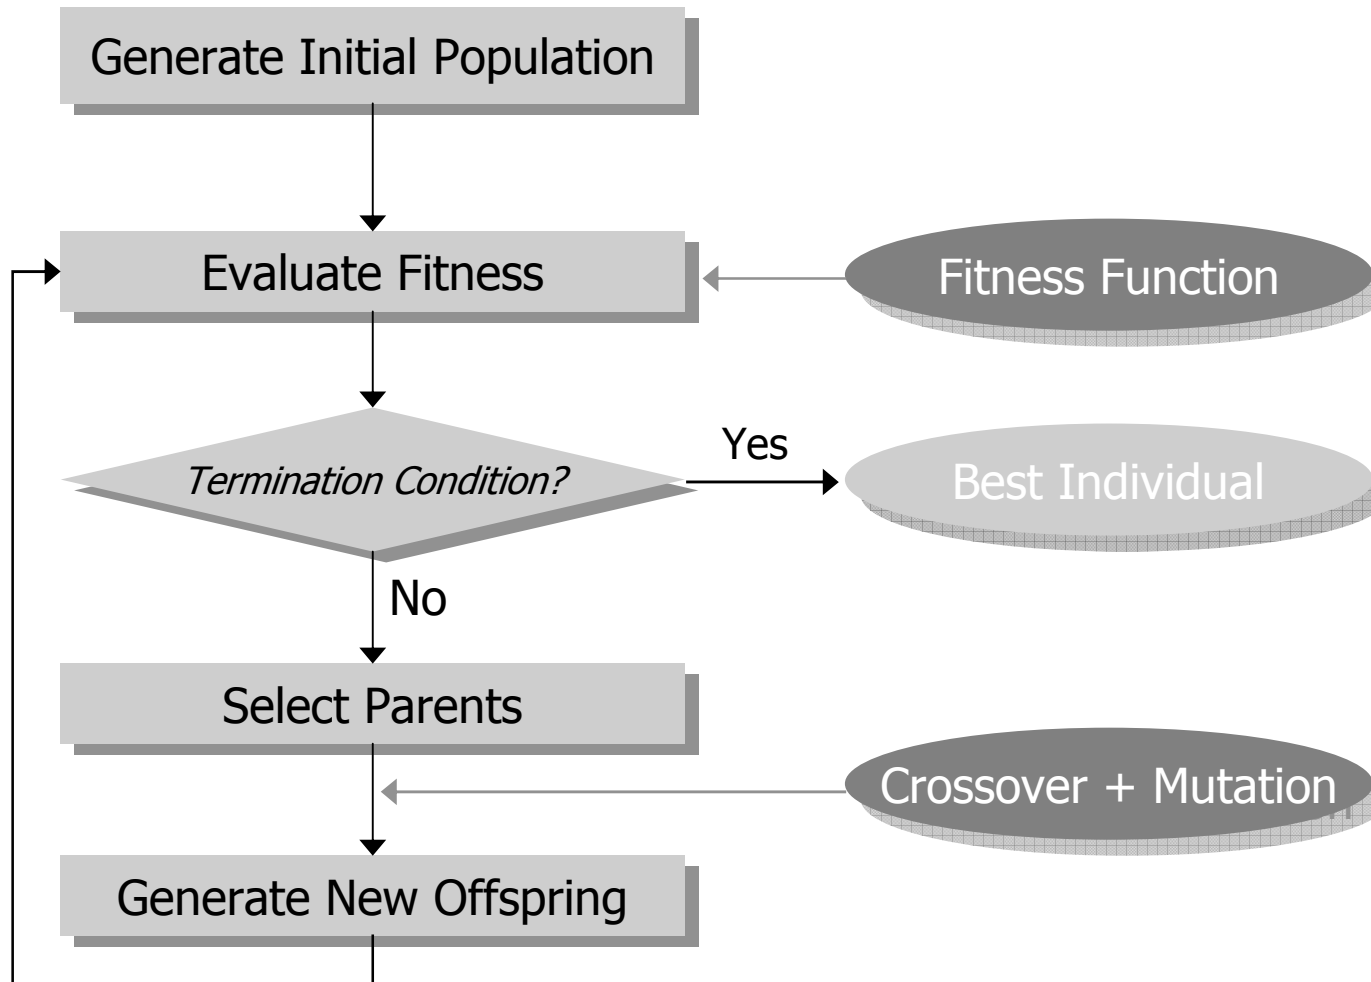 Generate Initial Population
Evaluate Fitness
Fitness Function
Termination Condition?
Yes
Best Individual
No
Select Parents
Crossover + Mutation
Generate New Offspring